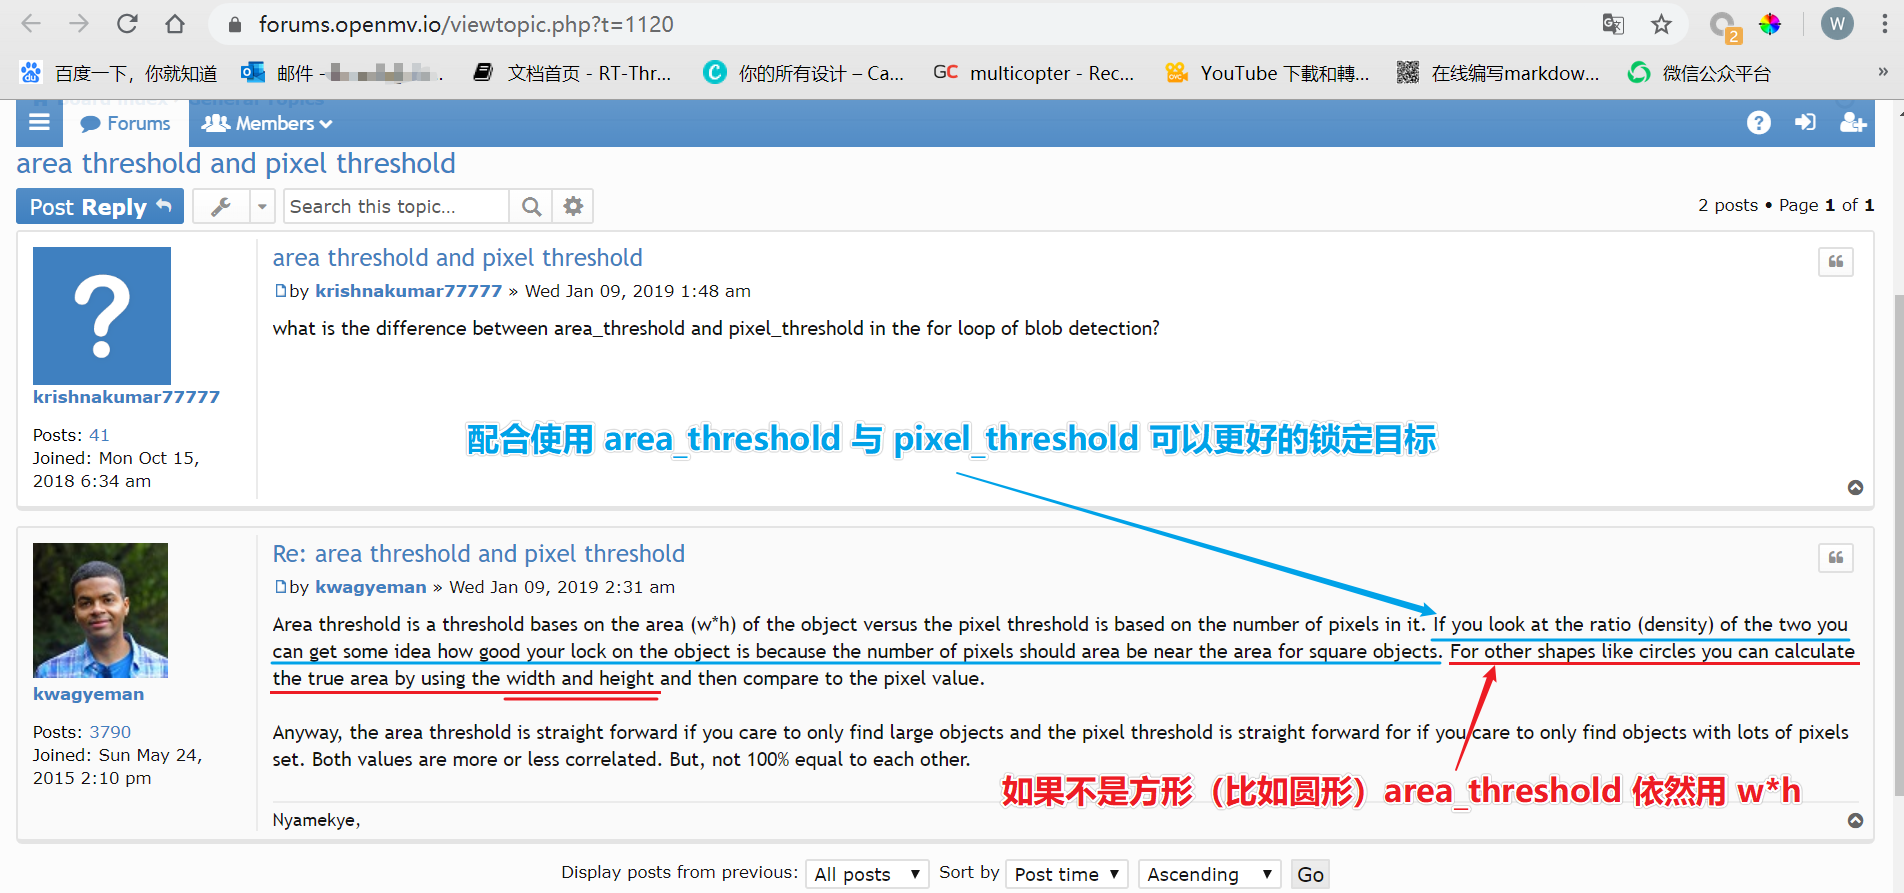 forums.openmv.io/viewtopic.php?t=1120
2
W
百度一下，你就知道
邮件 -
文档首页 - RT-Thr...
你的所有设计 – Ca...
GC multicopter - Rec...
YouTube 下載和轉...
在线编写markdow...
微信公众平台
»
Board index General Topics
Forums
Members
area threshold and pixel threshold
Post Reply
Search this topic...
2 posts • Page 1 of 1
area threshold and pixel threshold
by krishnakumar77777 » Wed Jan 09, 2019 1:48 am
what is the difference between area_threshold and pixel_threshold in the for loop of blob detection?
krishnakumar77777
Posts: 41
Joined: Mon Oct 15,
2018 6:34 am
配合使用 area_threshold 与 pixel_threshold 可以更好的锁定目标
Re: area threshold and pixel threshold
by kwagyeman » Wed Jan 09, 2019 2:31 am
Area threshold is a threshold bases on the area (w*h) of the object versus the pixel threshold is based on the number of pixels in it. If you look at the ratio (density) of the two you
can get some idea how good your lock on the object is because the number of pixels should area be near the area for square objects. For other shapes like circles you can calculate
the true area by using the width and height and then compare to the pixel value.
Anyway, the area threshold is straight forward if you care to only find large objects and the pixel threshold is straight forward for if you care to only find objects with lots of pixels
set. Both values are more or less correlated. But, not 100% equal to each other.
kwagyeman
Posts: 3790
Joined: Sun May 24,
2015 2:10 pm
如果不是方形（比如圆形）area_threshold 依然用 w*h
Nyamekye,
Display posts from previous: All posts Sort by Post time Ascending Go